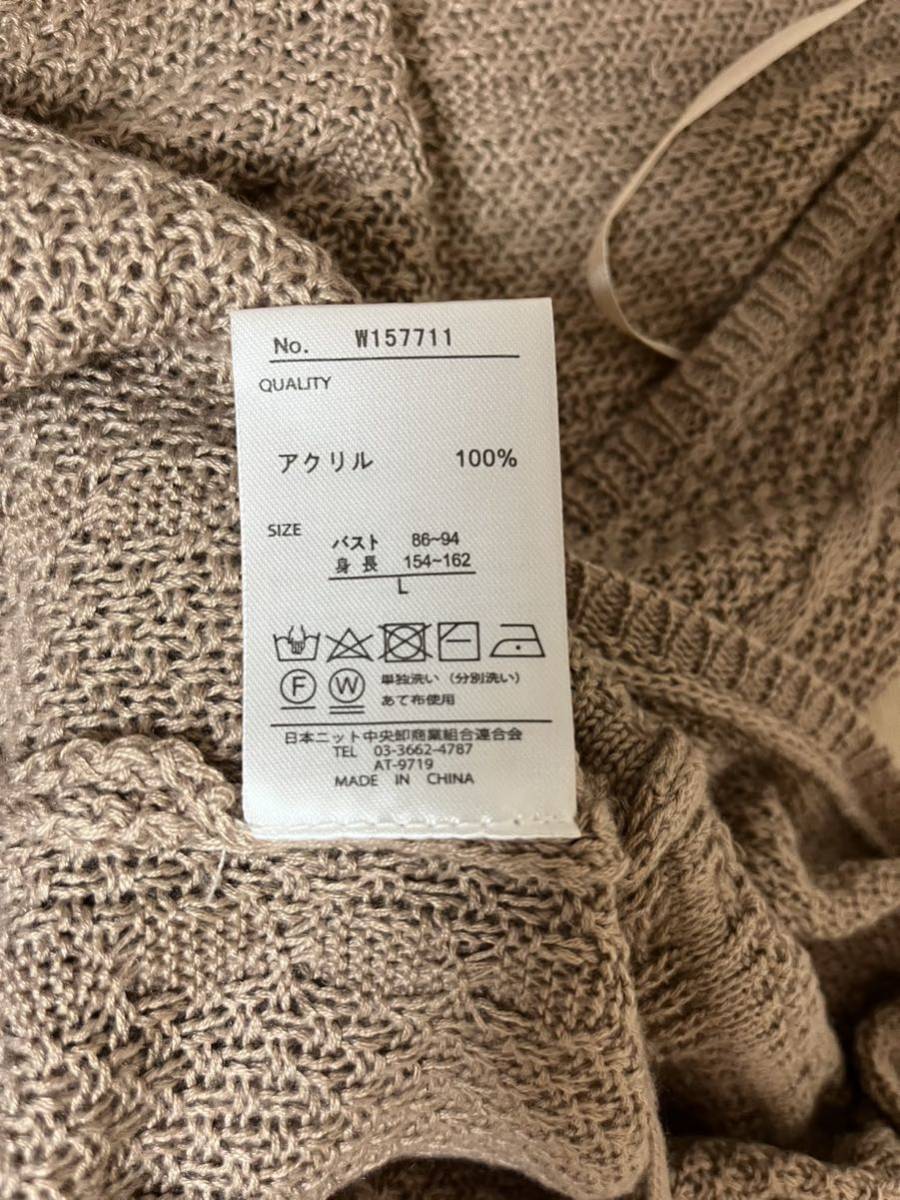 No. W157711
QUALITY
アクリル 100%
SIZE
バスト 86~94
身長 154~162
L
F W 単独洗い（分別洗い）
あて布使用
日本ニット中央卸商業組合連合会
TEL 03-3662-4787
AT-9719
MADE IN CHINA